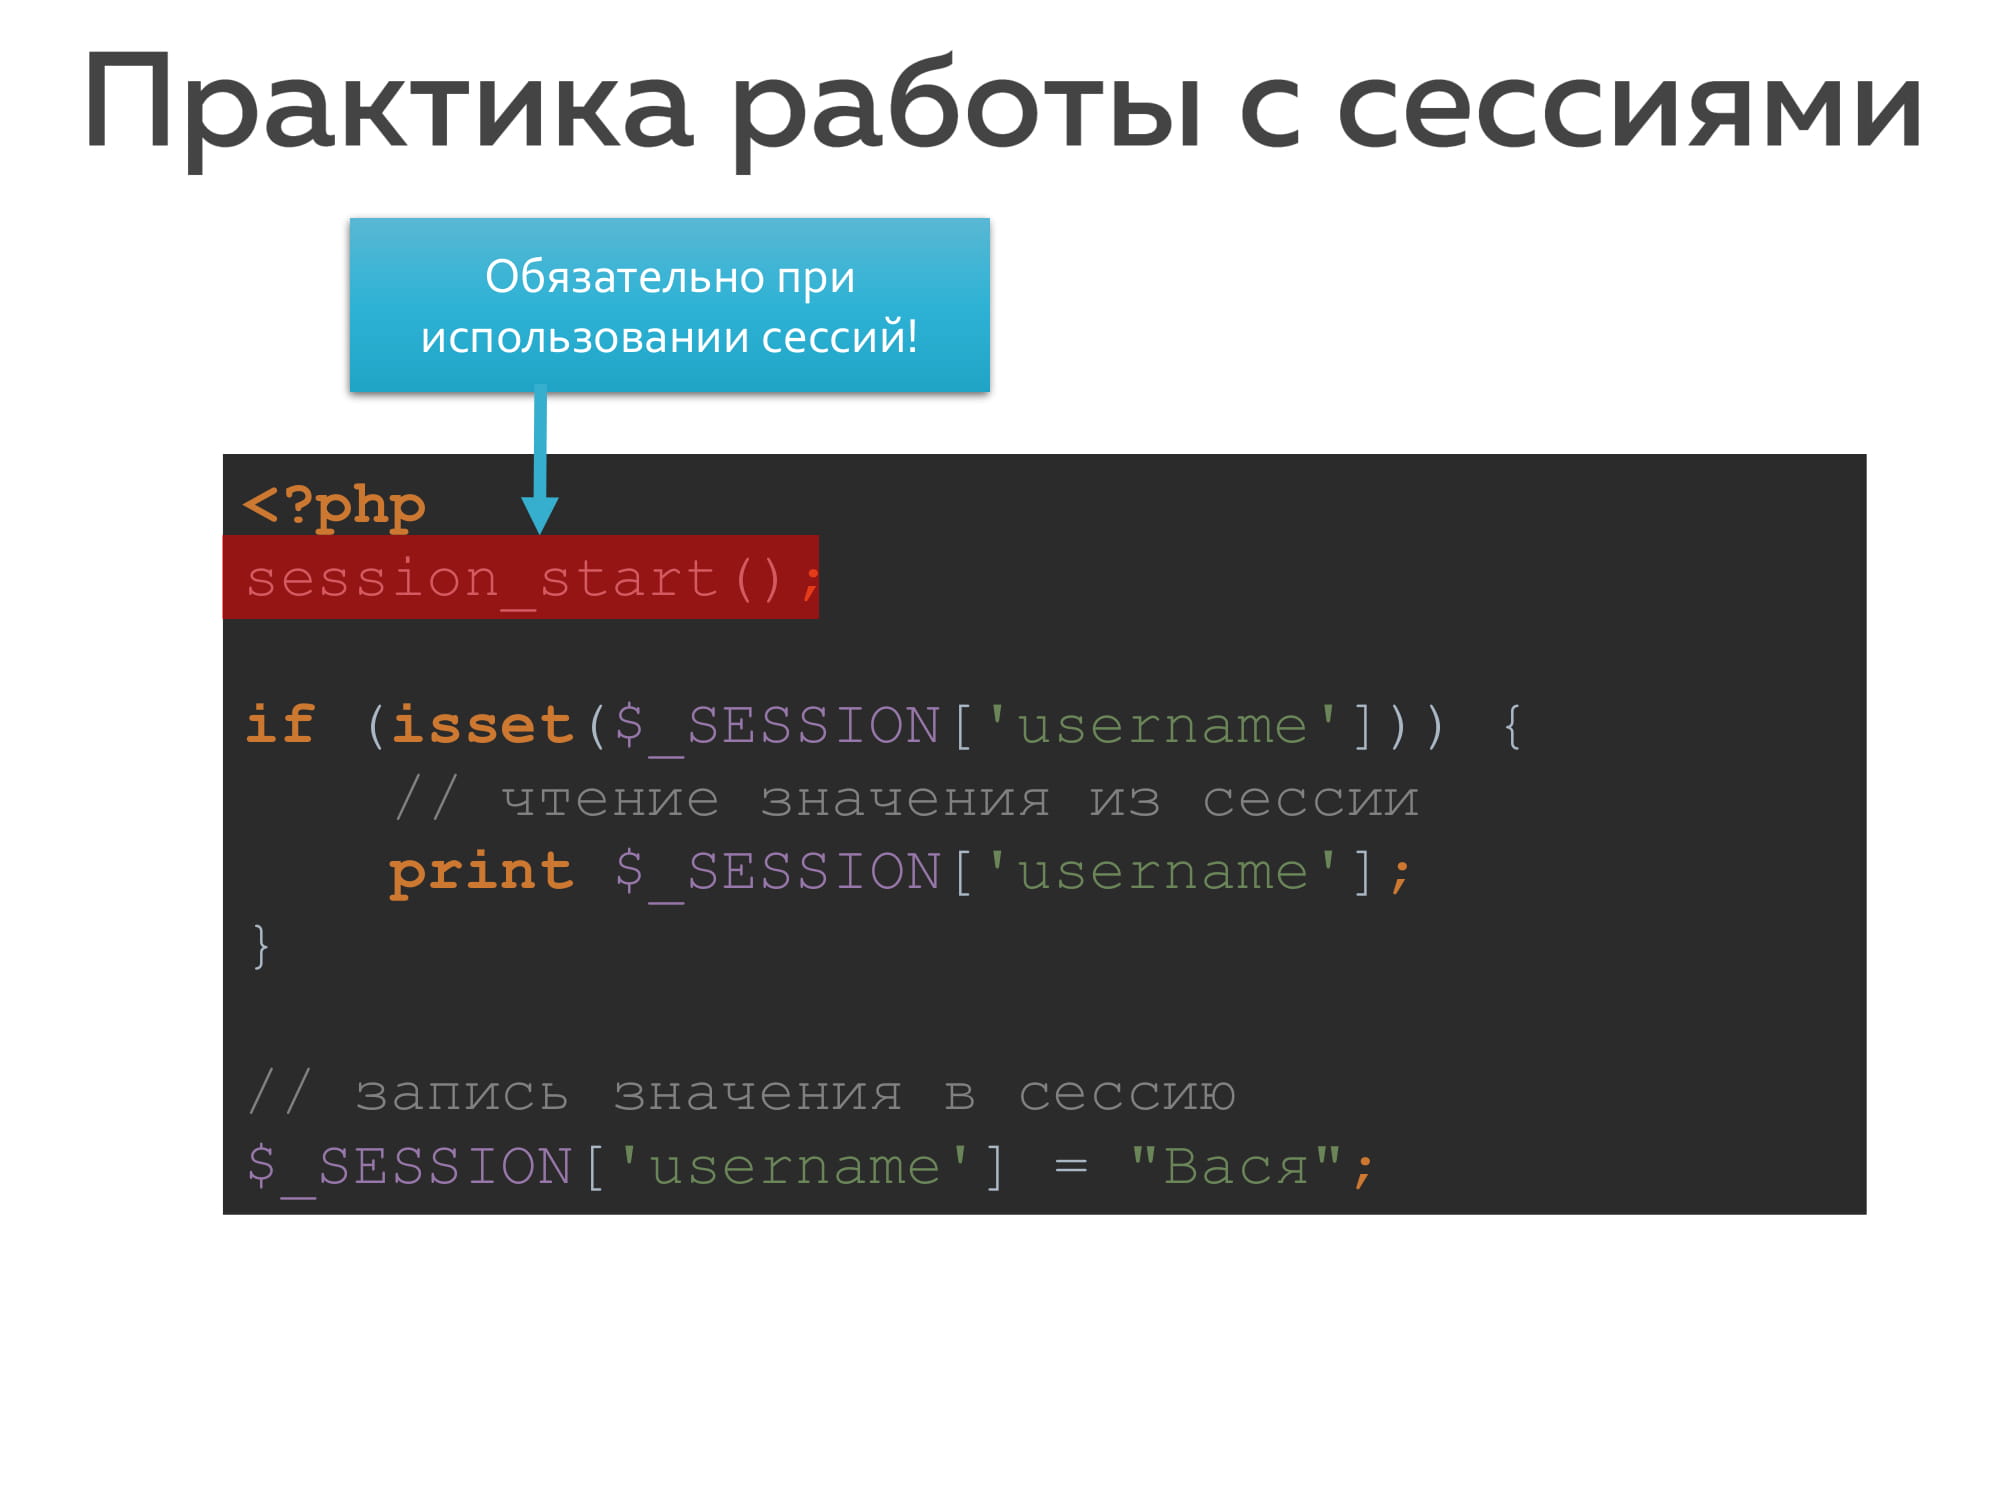 Практика работы с сессиями
Обязательно при
использовании сессий!
<?php
session_start();
if (isset($_SESSION['username'])) {
// чтение значения из сессии
print $_SESSION['username'];
}
// запись значения в сессию
$_SESSION['username'] = "Вася";